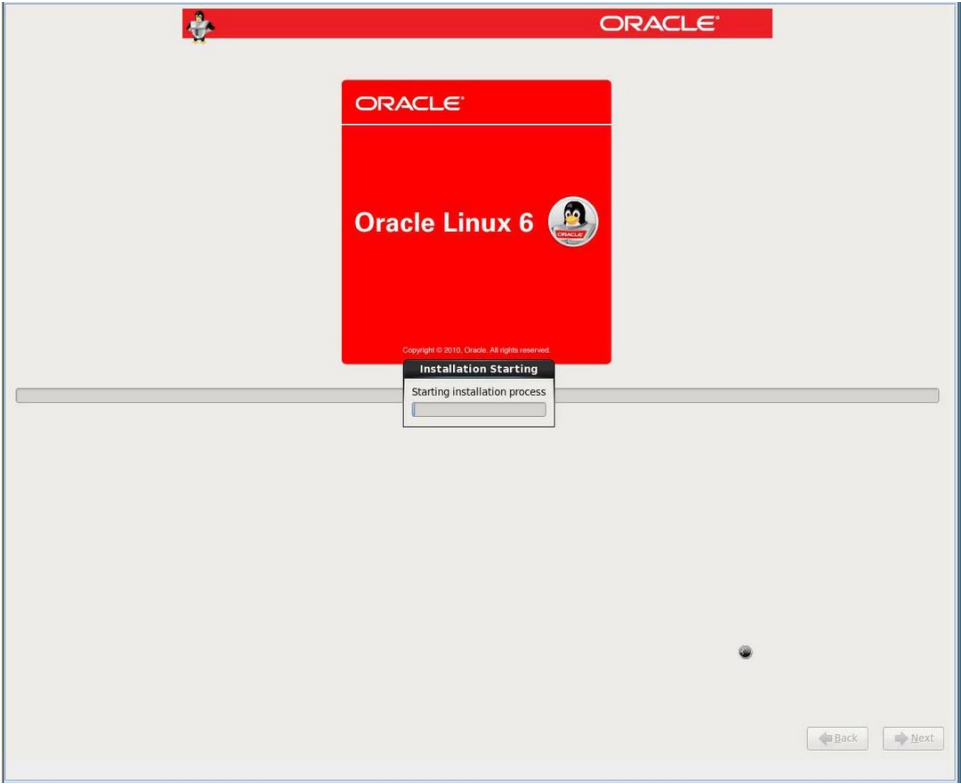 ORACLE
ORACLE
Oracle Linux 6
ORACLE
Copyright © 2010, Oracle. All rights reserved.
Installation Starting
Starting installation process
Back
Next